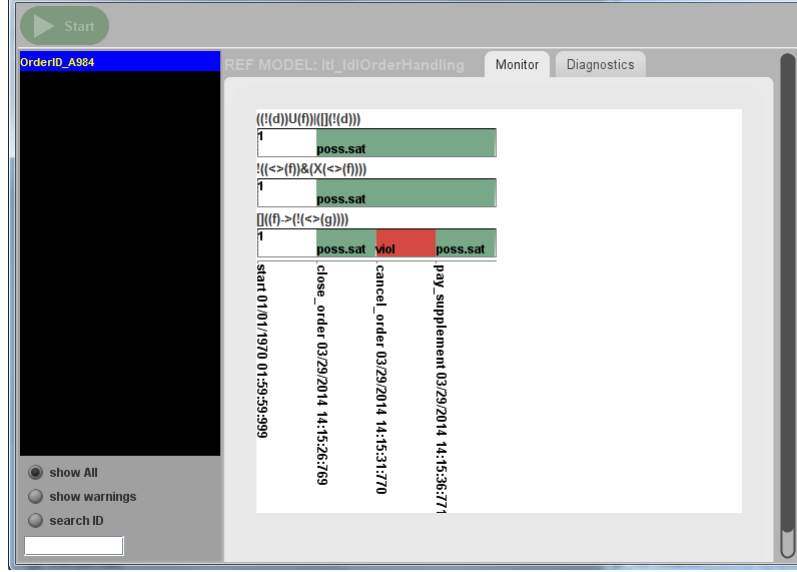 Start
OrderID_A984
REF MODEL: ltl_ldlOrderHandling
Monitor
Diagnostics
((!(d))U(f))|([](!(d)))
1
poss.sat
!((<>(f))&(X(<>(f))))
1
poss.sat
[]((f)->(!(<>(g))))
1
poss.sat viol poss.sat
start 01/01/1970 01:59:59:999
close_order 03/29/2014 14:15:26:769
cancel_order 03/29/2014 14:15:31:770
pay_supplement 03/29/2014 14:15:36:771
show All
show warnings
search ID